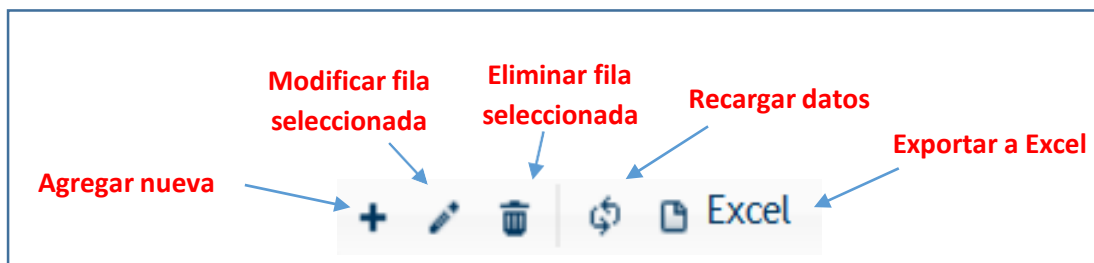 Modificar fila
seleccionada
Eliminar fila
seleccionada
Recargar datos
Exportar a Excel
Agregar nueva
Excel